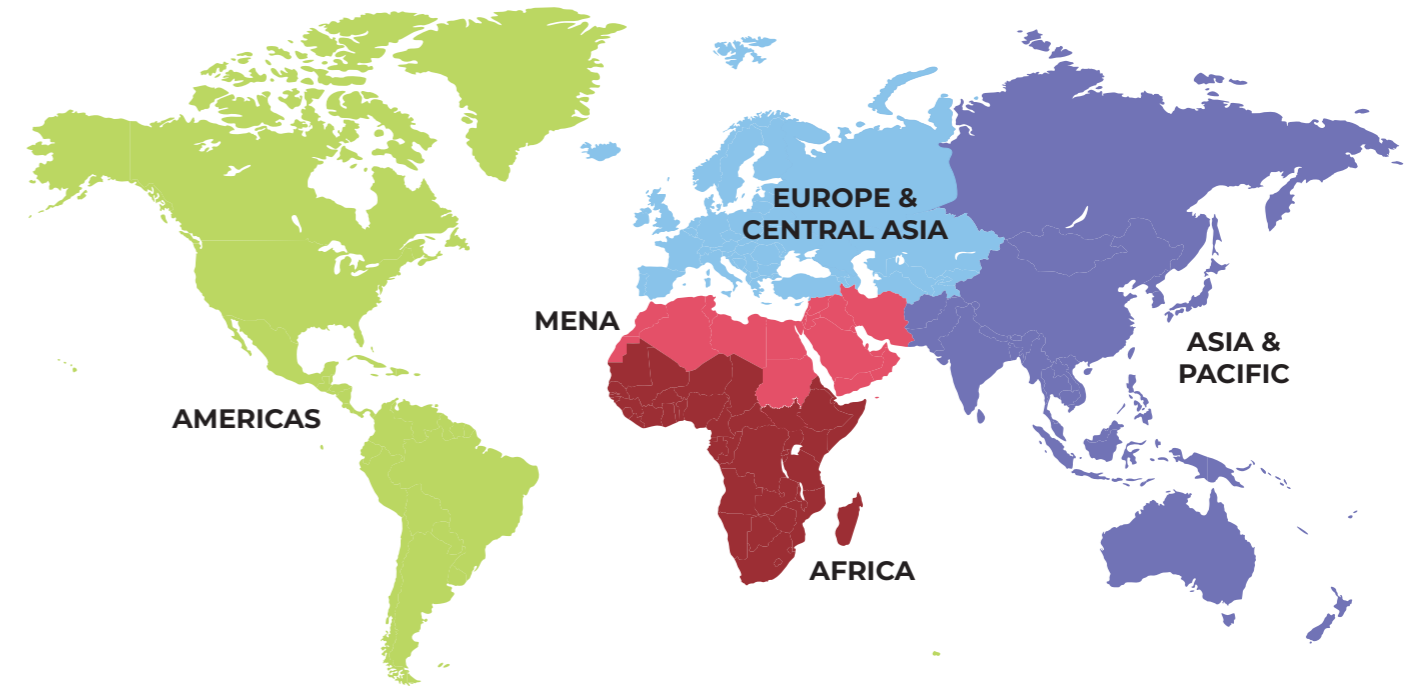 EUROPE &
CENTRAL ASIA
MENA
ASIA &
PACIFIC
AMERICAS
AFRICA